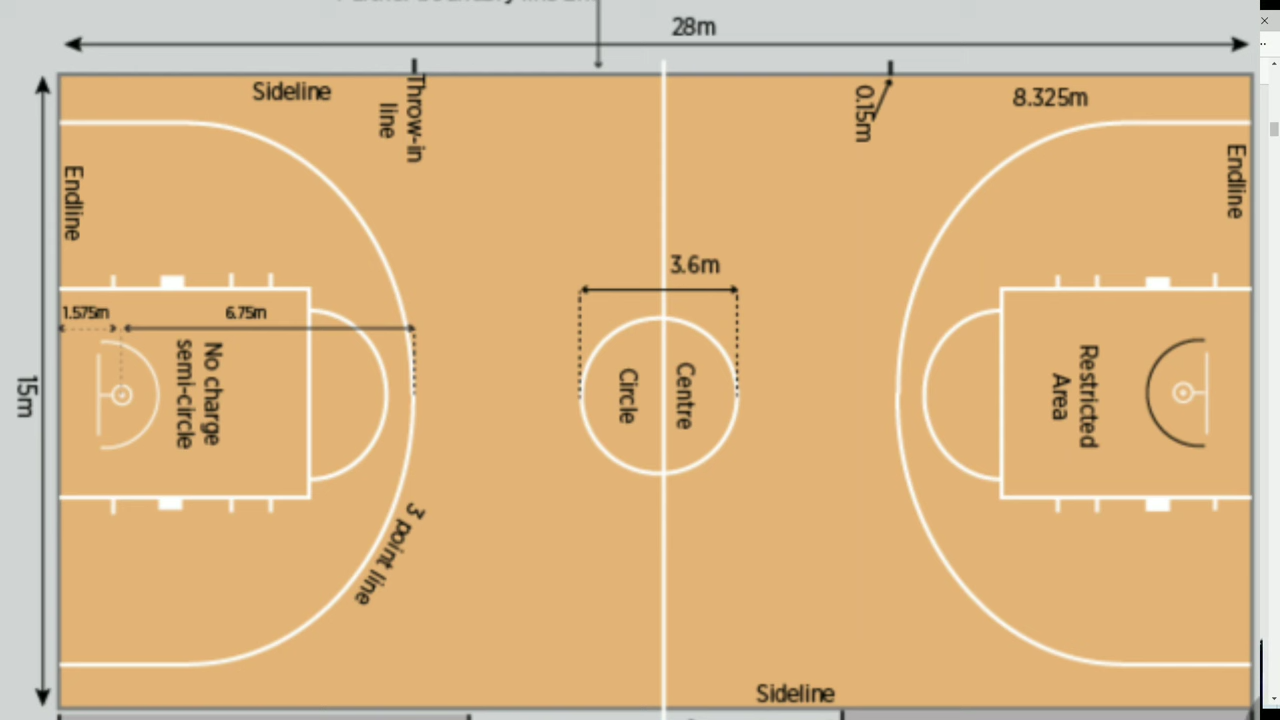 28m
Sideline
Throw-in
line
0.15m
8.325m
Endline
Endline
3.6m
1.575m
6.75m
No charge
semi-circle
15m
Centre
Circle
Restricted
Area
3 point line
Sideline